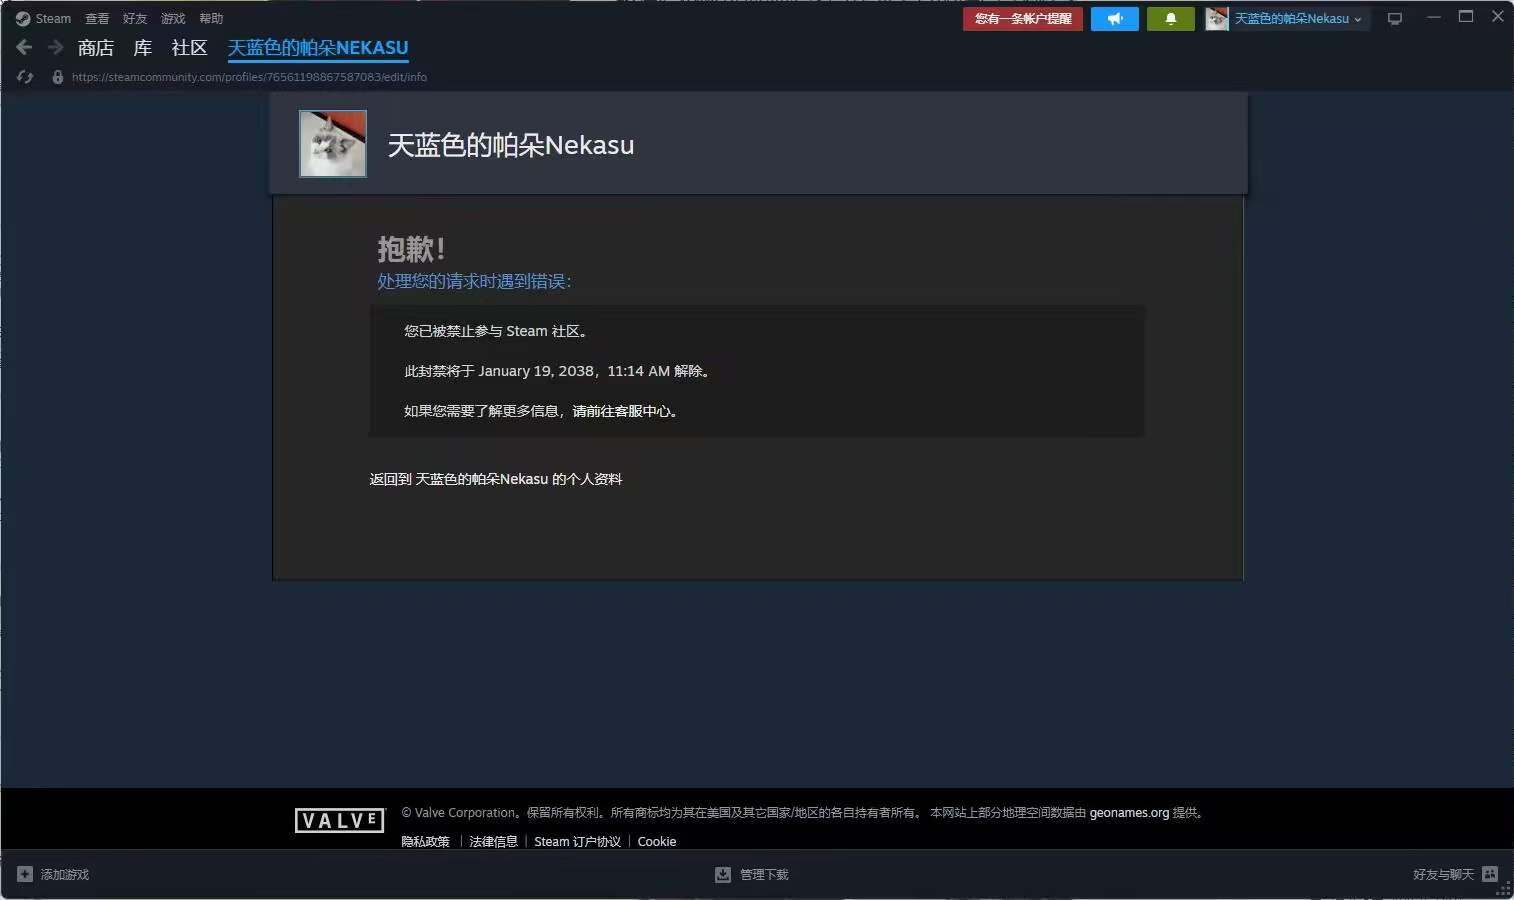 Steam 查看 好友 游戏 帮助 您有一条帐户提醒 天蓝色的帕朵Nekasu
商店 库 社区 天蓝色的帕朵NEKASU
https://steamcommunity.com/profiles/76561198867587083/edit/info
天蓝色的帕朵Nekasu
抱歉!
处理您的请求时遇到错误:
您已被禁止参与 Steam 社区。
此封禁将于 January 19, 2038，11:14 AM 解除。
如果您需要了解更多信息，请前往客服中心。
返回到 天蓝色的帕朵Nekasu 的个人资料
VALVE © Valve Corporation。保留所有权利。所有商标均为其在美国及其它国家/地区的各自持有者所有。 本网站上部分地理空间数据由 geonames.org 提供。
隐私政策 | 法律信息 | Steam 订户协议 | Cookie
添加游戏 管理下载 好友与聊天